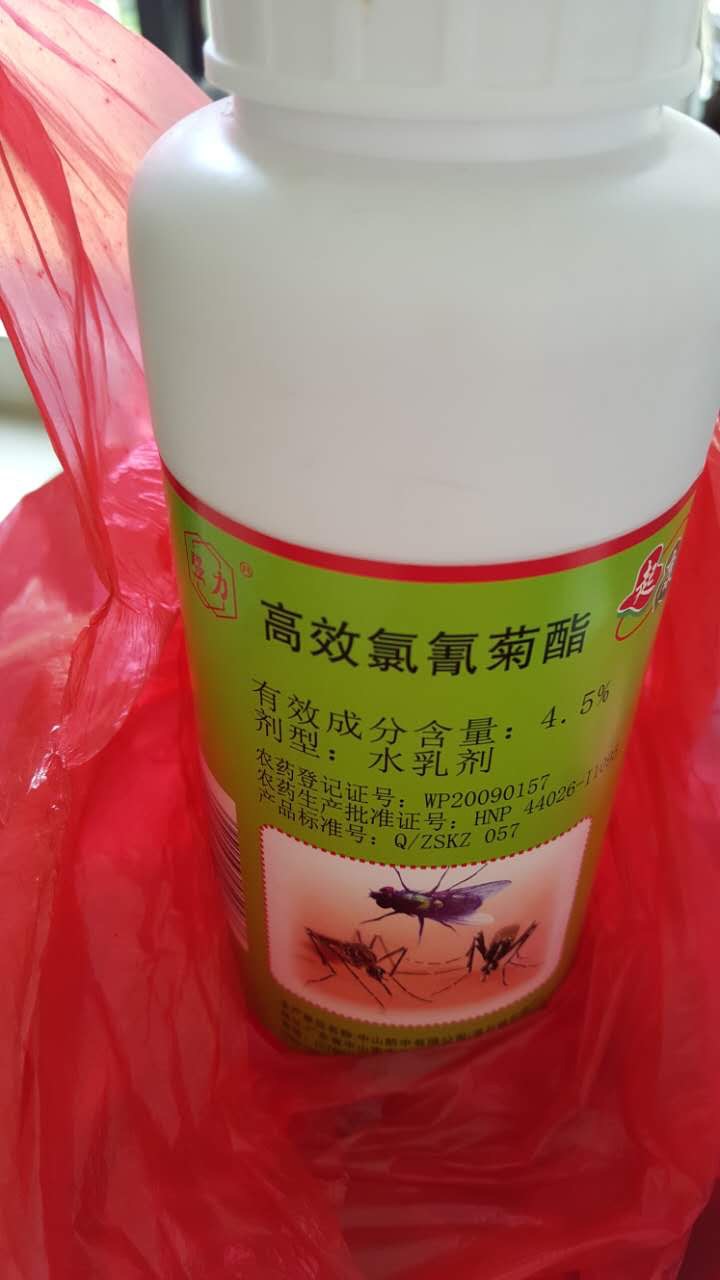 力®
高效氯氰菊酯
有效成分含量：4.5%
剂型：水乳剂
农药登记证号：WP20090157
农药生产批准证号：HNP 44026-I1
产品标准号：Q/ZSKZ 057